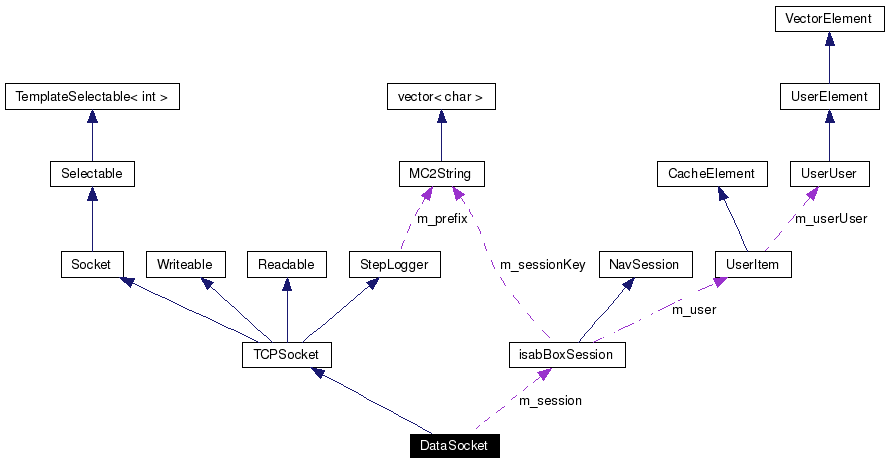 VectorElement
TemplateSelectable< int >
vector< char >
UserElement
Selectable
MC2String
CacheElement
UserUser
m_prefix
m_userUser
Socket
Writeable
Readable
StepLogger
m_sessionKey
NavSession
UserItem
m_user
TCPSocket
isabBoxSession
m_session
DataSocket